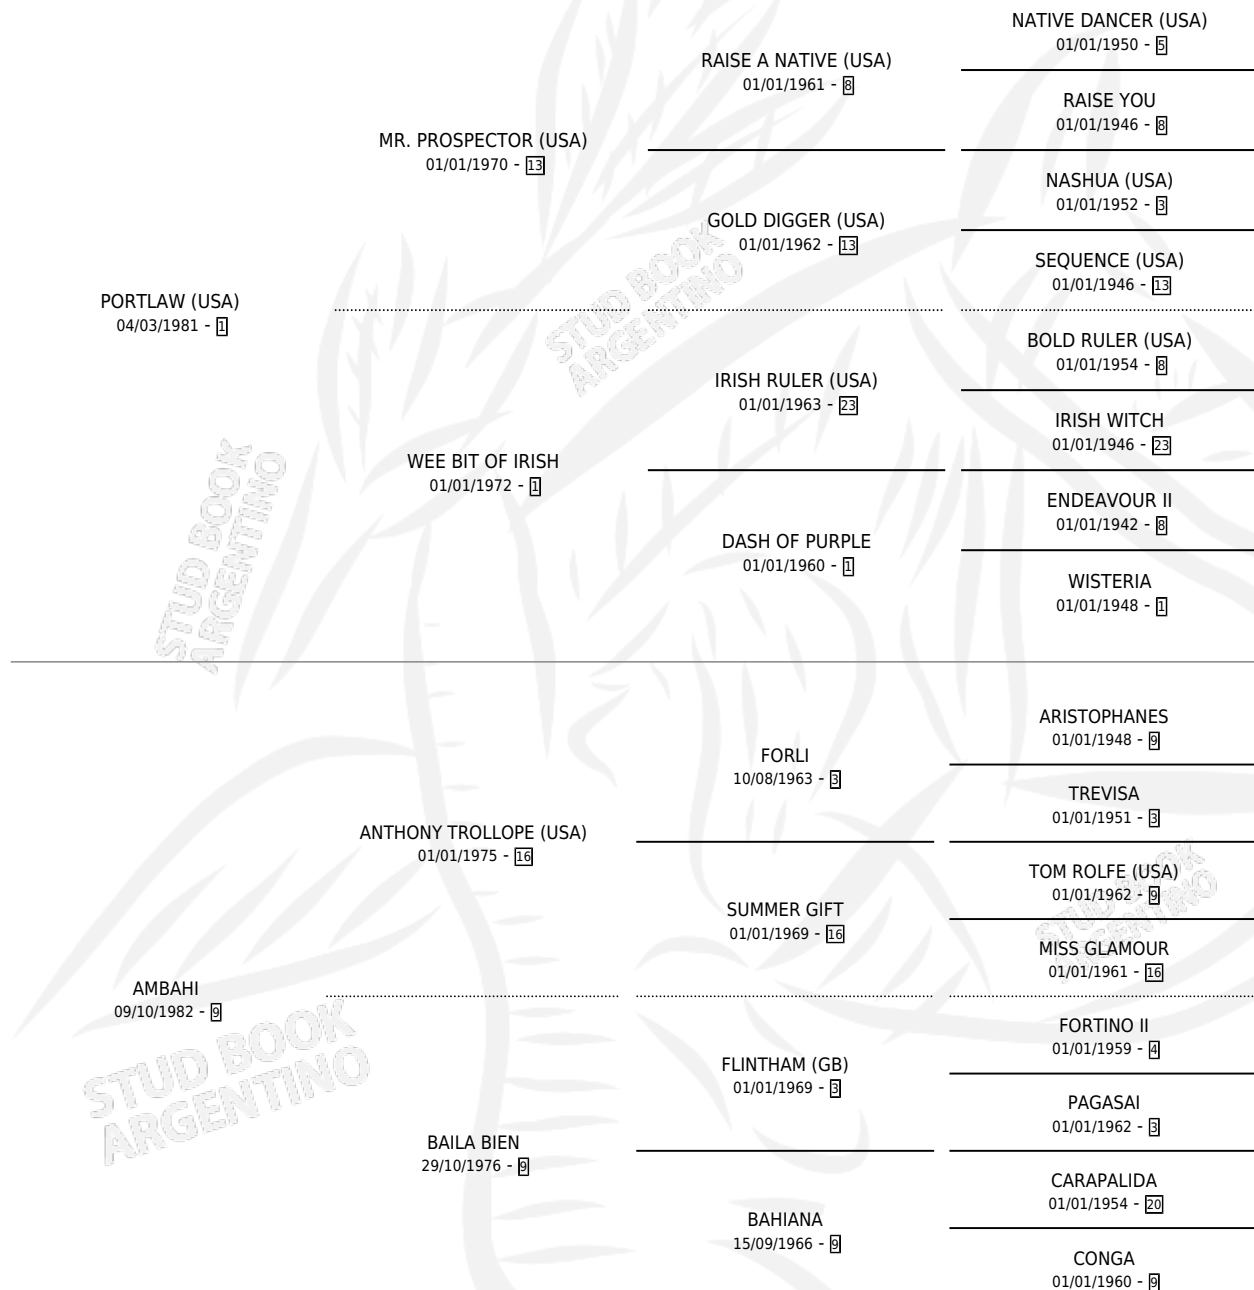 NATIVE DANCER (USA)
01/01/1950 - 5
RAISE A NATIVE (USA)
01/01/1961 - 8
RAISE YOU
01/01/1946 - 8
MR. PROSPECTOR (USA)
01/01/1970 - 13
NASHUA (USA)
01/01/1952 - 3
GOLD DIGGER (USA)
01/01/1962 - 13
SEQUENCE (USA)
01/01/1946 - 13
PORTLAW (USA)
04/03/1981 - 1
STUD BOOK
ARGENTINO
BOLD RULER (USA)
01/01/1954 - 8
IRISH RULER (USA)
01/01/1963 - 23
IRISH WITCH
01/01/1946 - 23
WEE BIT OF IRISH
01/01/1972 - 1
ENDEAVOUR II
01/01/1942 - 8
DASH OF PURPLE
01/01/1960 - 1
WISTERIA
01/01/1948 - 1
STUD BOOK
ARGENTINO
ARISTOPHANES
01/01/1948 - 9
FORLI
10/08/1963 - 3
TREVISA
01/01/1951 - 3
ANTHONY TROLLOPE (USA)
01/01/1975 - 16
TOM ROLFE (USA)
01/01/1962 - 9
SUMMER GIFT
01/01/1969 - 16
STUD BOOK
ARGENTINO
MISS GLAMOUR
01/01/1961 - 16
AMBAHI
09/10/1982 - 9
STUD BOOK
ARGENTINO
FORTINO II
01/01/1959 - 4
FLINTHAM (GB)
01/01/1969 - 3
PAGASAI
01/01/1962 - 3
BAILA BIEN
29/10/1976 - 9
CARAPALIDA
01/01/1954 - 20
BAHIANA
15/09/1966 - 9
CONGA
01/01/1960 - 9